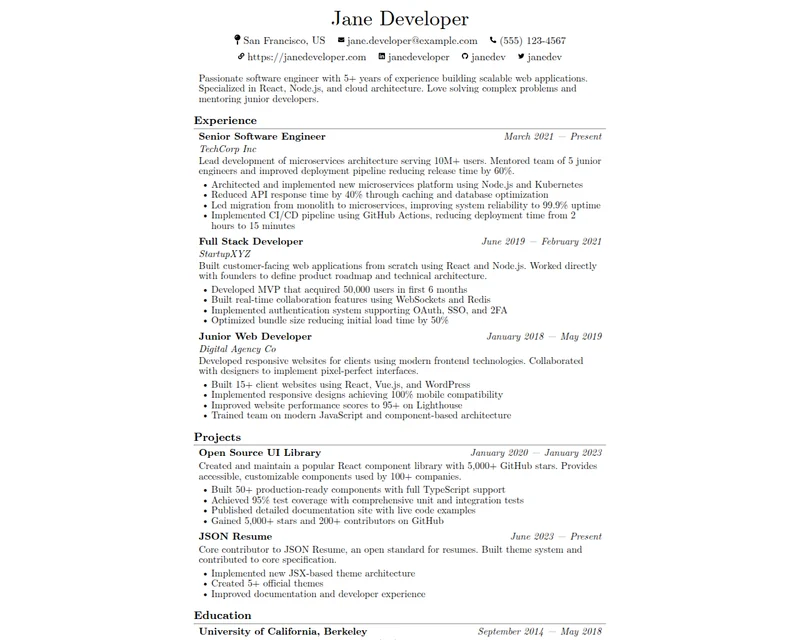 Jane Developer
San Francisco, US jane.developer@example.com (555) 123-4567
https://janedeveloper.com janedeveloper janedev janedev
Passionate software engineer with 5+ years of experience building scalable web applications.
Specialized in React, Node.js, and cloud architecture. Love solving complex problems and
mentoring junior developers.
Experience
Senior Software Engineer March 2021 — Present
TechCorp Inc
Lead development of microservices architecture serving 10M+ users. Mentored team of 5 junior
engineers and improved deployment pipeline reducing release time by 60%.
• Architected and implemented new microservices platform using Node.js and Kubernetes
• Reduced API response time by 40% through caching and database optimization
• Led migration from monolith to microservices, improving system reliability to 99.9% uptime
• Implemented CI/CD pipeline using GitHub Actions, reducing deployment time from 2
hours to 15 minutes
Full Stack Developer June 2019 — February 2021
StartupXYZ
Built customer-facing web applications from scratch using React and Node.js. Worked directly
with founders to define product roadmap and technical architecture.
• Developed MVP that acquired 50,000 users in first 6 months
• Built real-time collaboration features using WebSockets and Redis
• Implemented authentication system supporting OAuth, SSO, and 2FA
• Optimized bundle size reducing initial load time by 50%
Junior Web Developer January 2018 — May 2019
Digital Agency Co
Developed responsive websites for clients using modern frontend technologies. Collaborated
with designers to implement pixel-perfect interfaces.
• Built 15+ client websites using React, Vue.js, and WordPress
• Implemented responsive designs achieving 100% mobile compatibility
• Improved website performance scores to 95+ on Lighthouse
• Trained team on modern JavaScript and component-based architecture
Projects
Open Source UI Library January 2020 — January 2023
Created and maintain a popular React component library with 5,000+ GitHub stars. Provides
accessible, customizable components used by 100+ companies.
• Built 50+ production-ready components with full TypeScript support
• Achieved 95% test coverage with comprehensive unit and integration tests
• Published detailed documentation site with live code examples
• Gained 5,000+ stars and 200+ contributors on GitHub
JSON Resume June 2023 — Present
Core contributor to JSON Resume, an open standard for resumes. Built theme system and
contributed to core specification.
• Implemented new JSX-based theme architecture
• Created 5+ official themes
• Improved documentation and developer experience
Education
University of California, Berkeley September 2014 — May 2018